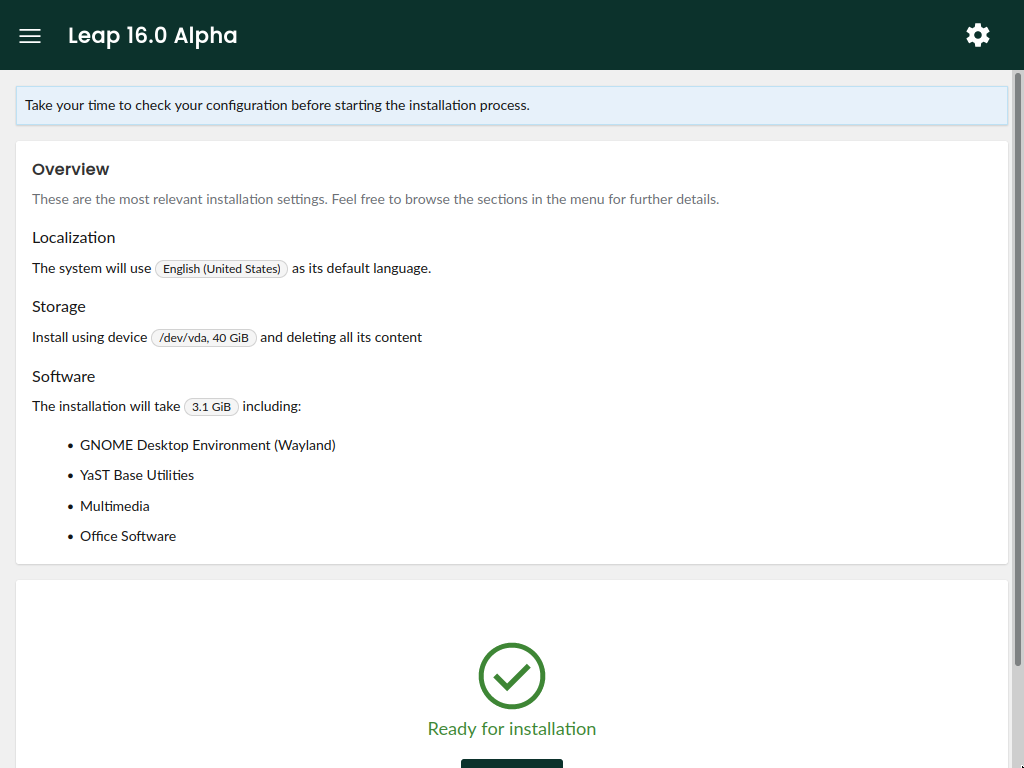 Leap 16.0 Alpha
Take your time to check your configuration before starting the installation process.
Overview
These are the most relevant installation settings. Feel free to browse the sections in the menu for further details.
Localization
The system will use English (United States) as its default language.
Storage
Install using device /dev/vda, 40 GiB and deleting all its content
Software
The installation will take 3.1 GiB including:
• GNOME Desktop Environment (Wayland)
• YaST Base Utilities
• Multimedia
• Office Software
Ready for installation